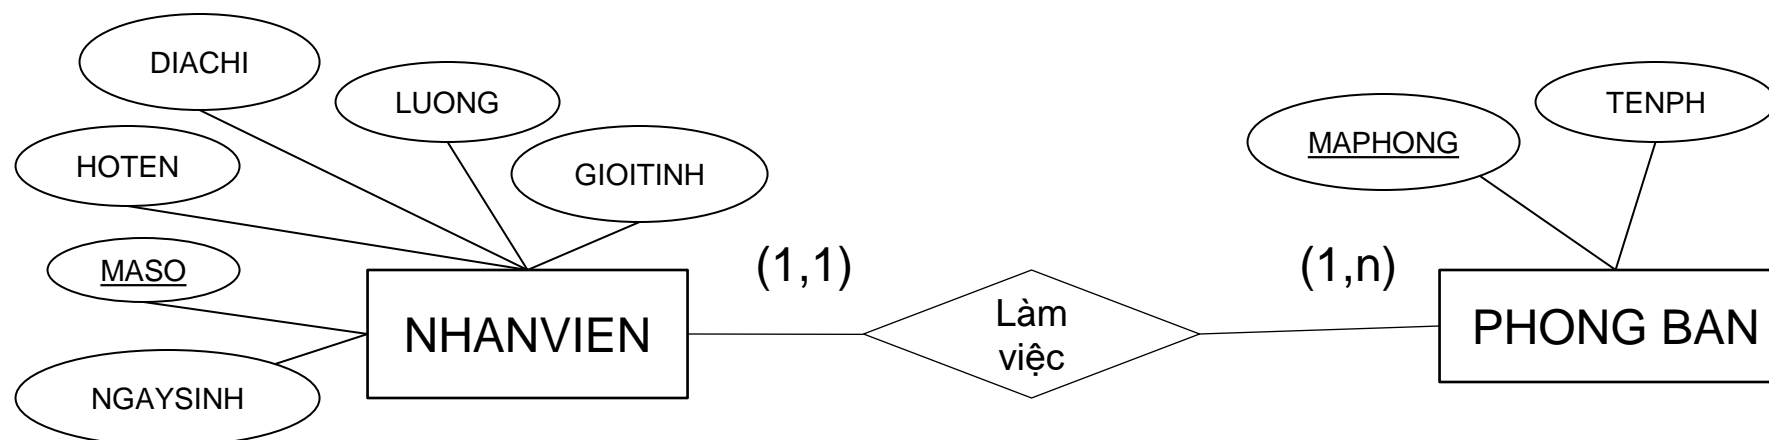 DIACHI
LUONG
TENPH
HOTEN
GIOITINH
MAPHONG
MASO
(1,1)
(1,n)
NHANVIEN
Làm
việc
PHONG BAN
NGAYSINH